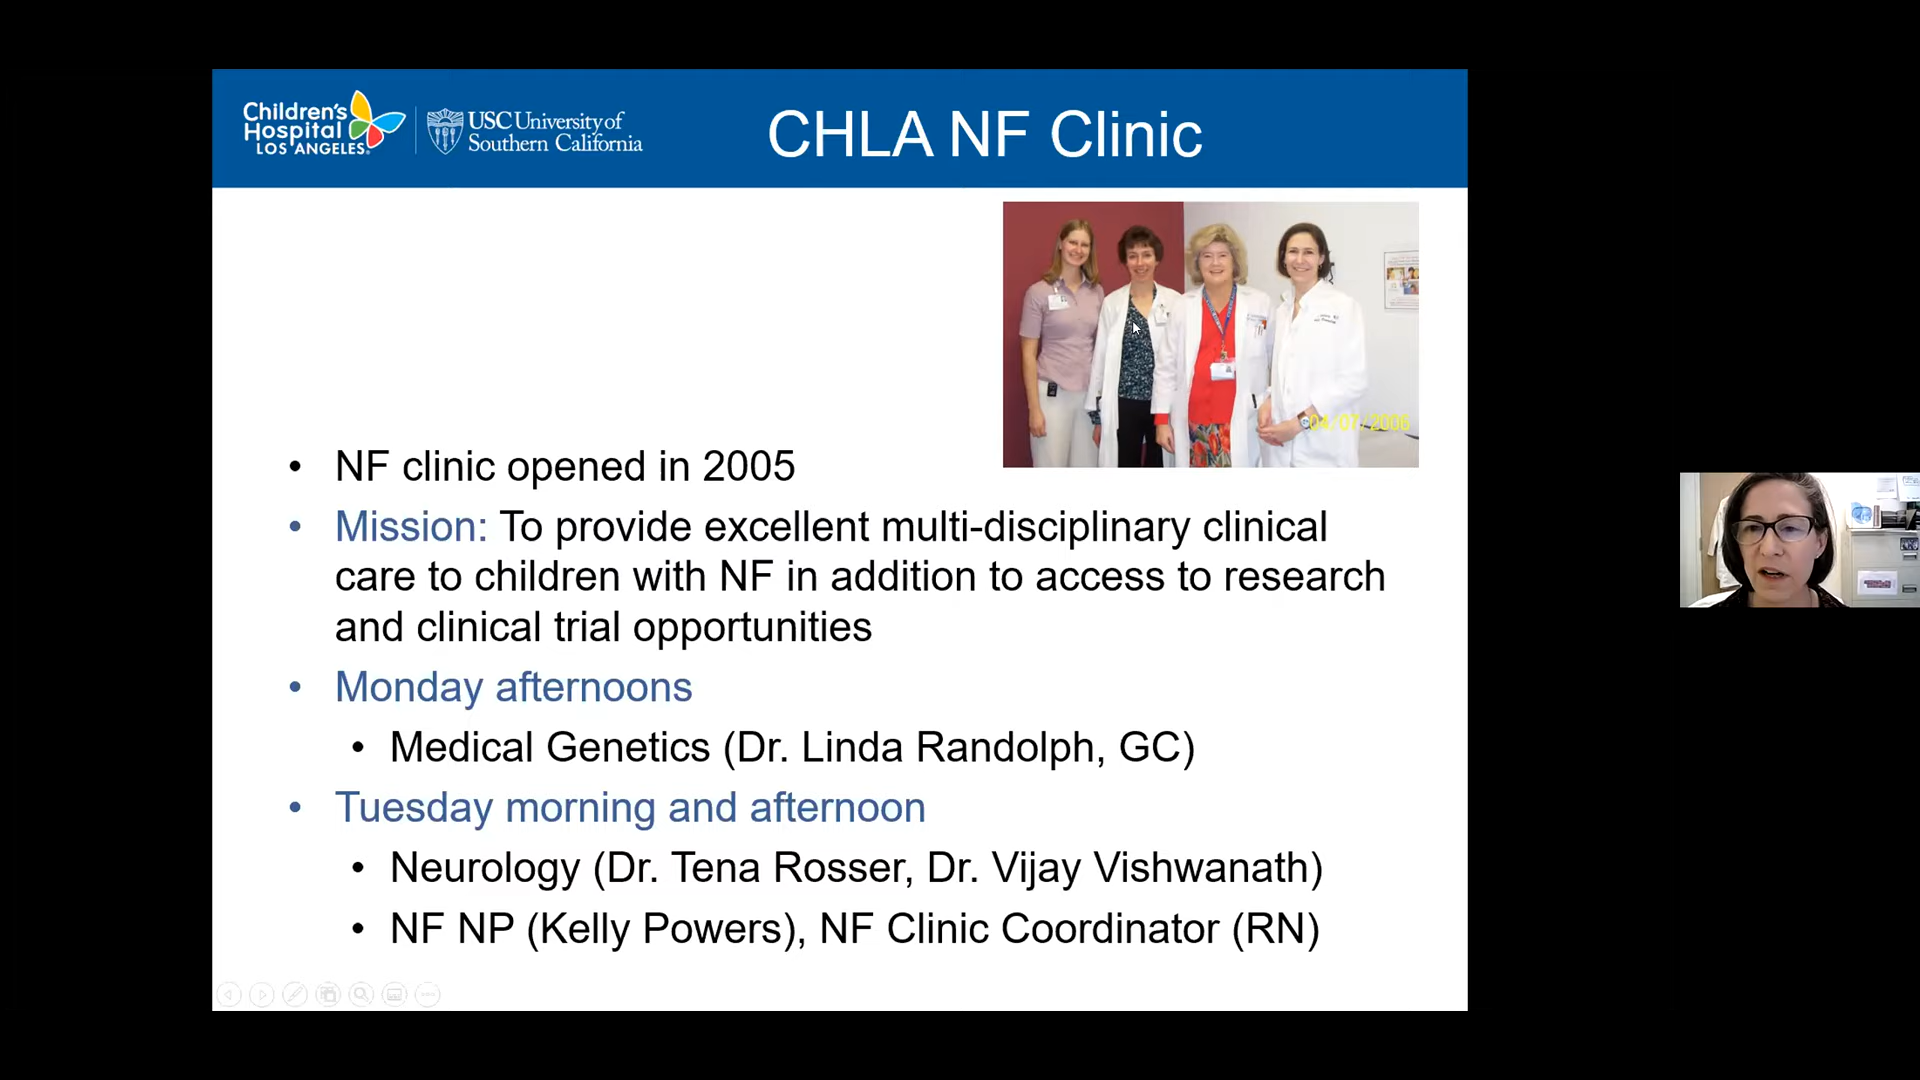 Children's
Hospital
LOS ANGELES
USC University of
Southern California
CHLA NF Clinic
04/07/2006
• NF clinic opened in 2005
• Mission: To provide excellent multi-disciplinary clinical
care to children with NF in addition to access to research
and clinical trial opportunities
• Monday afternoons
• Medical Genetics (Dr. Linda Randolph, GC)
• Tuesday morning and afternoon
• Neurology (Dr. Tena Rosser, Dr. Vijay Vishwanath)
• NF NP (Kelly Powers), NF Clinic Coordinator (RN)